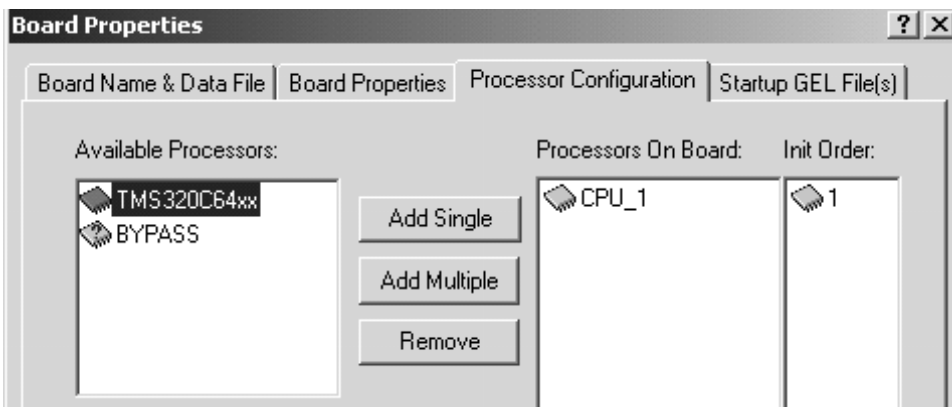 Board Properties
Board Name & Data File
Board Properties
Processor Configuration
Startup GEL File(s)
Available Processors:
TMS320C64xx
BYPASS
Add Single
Add Multiple
Remove
Processors On Board:
CPU_1
Init Order:
1